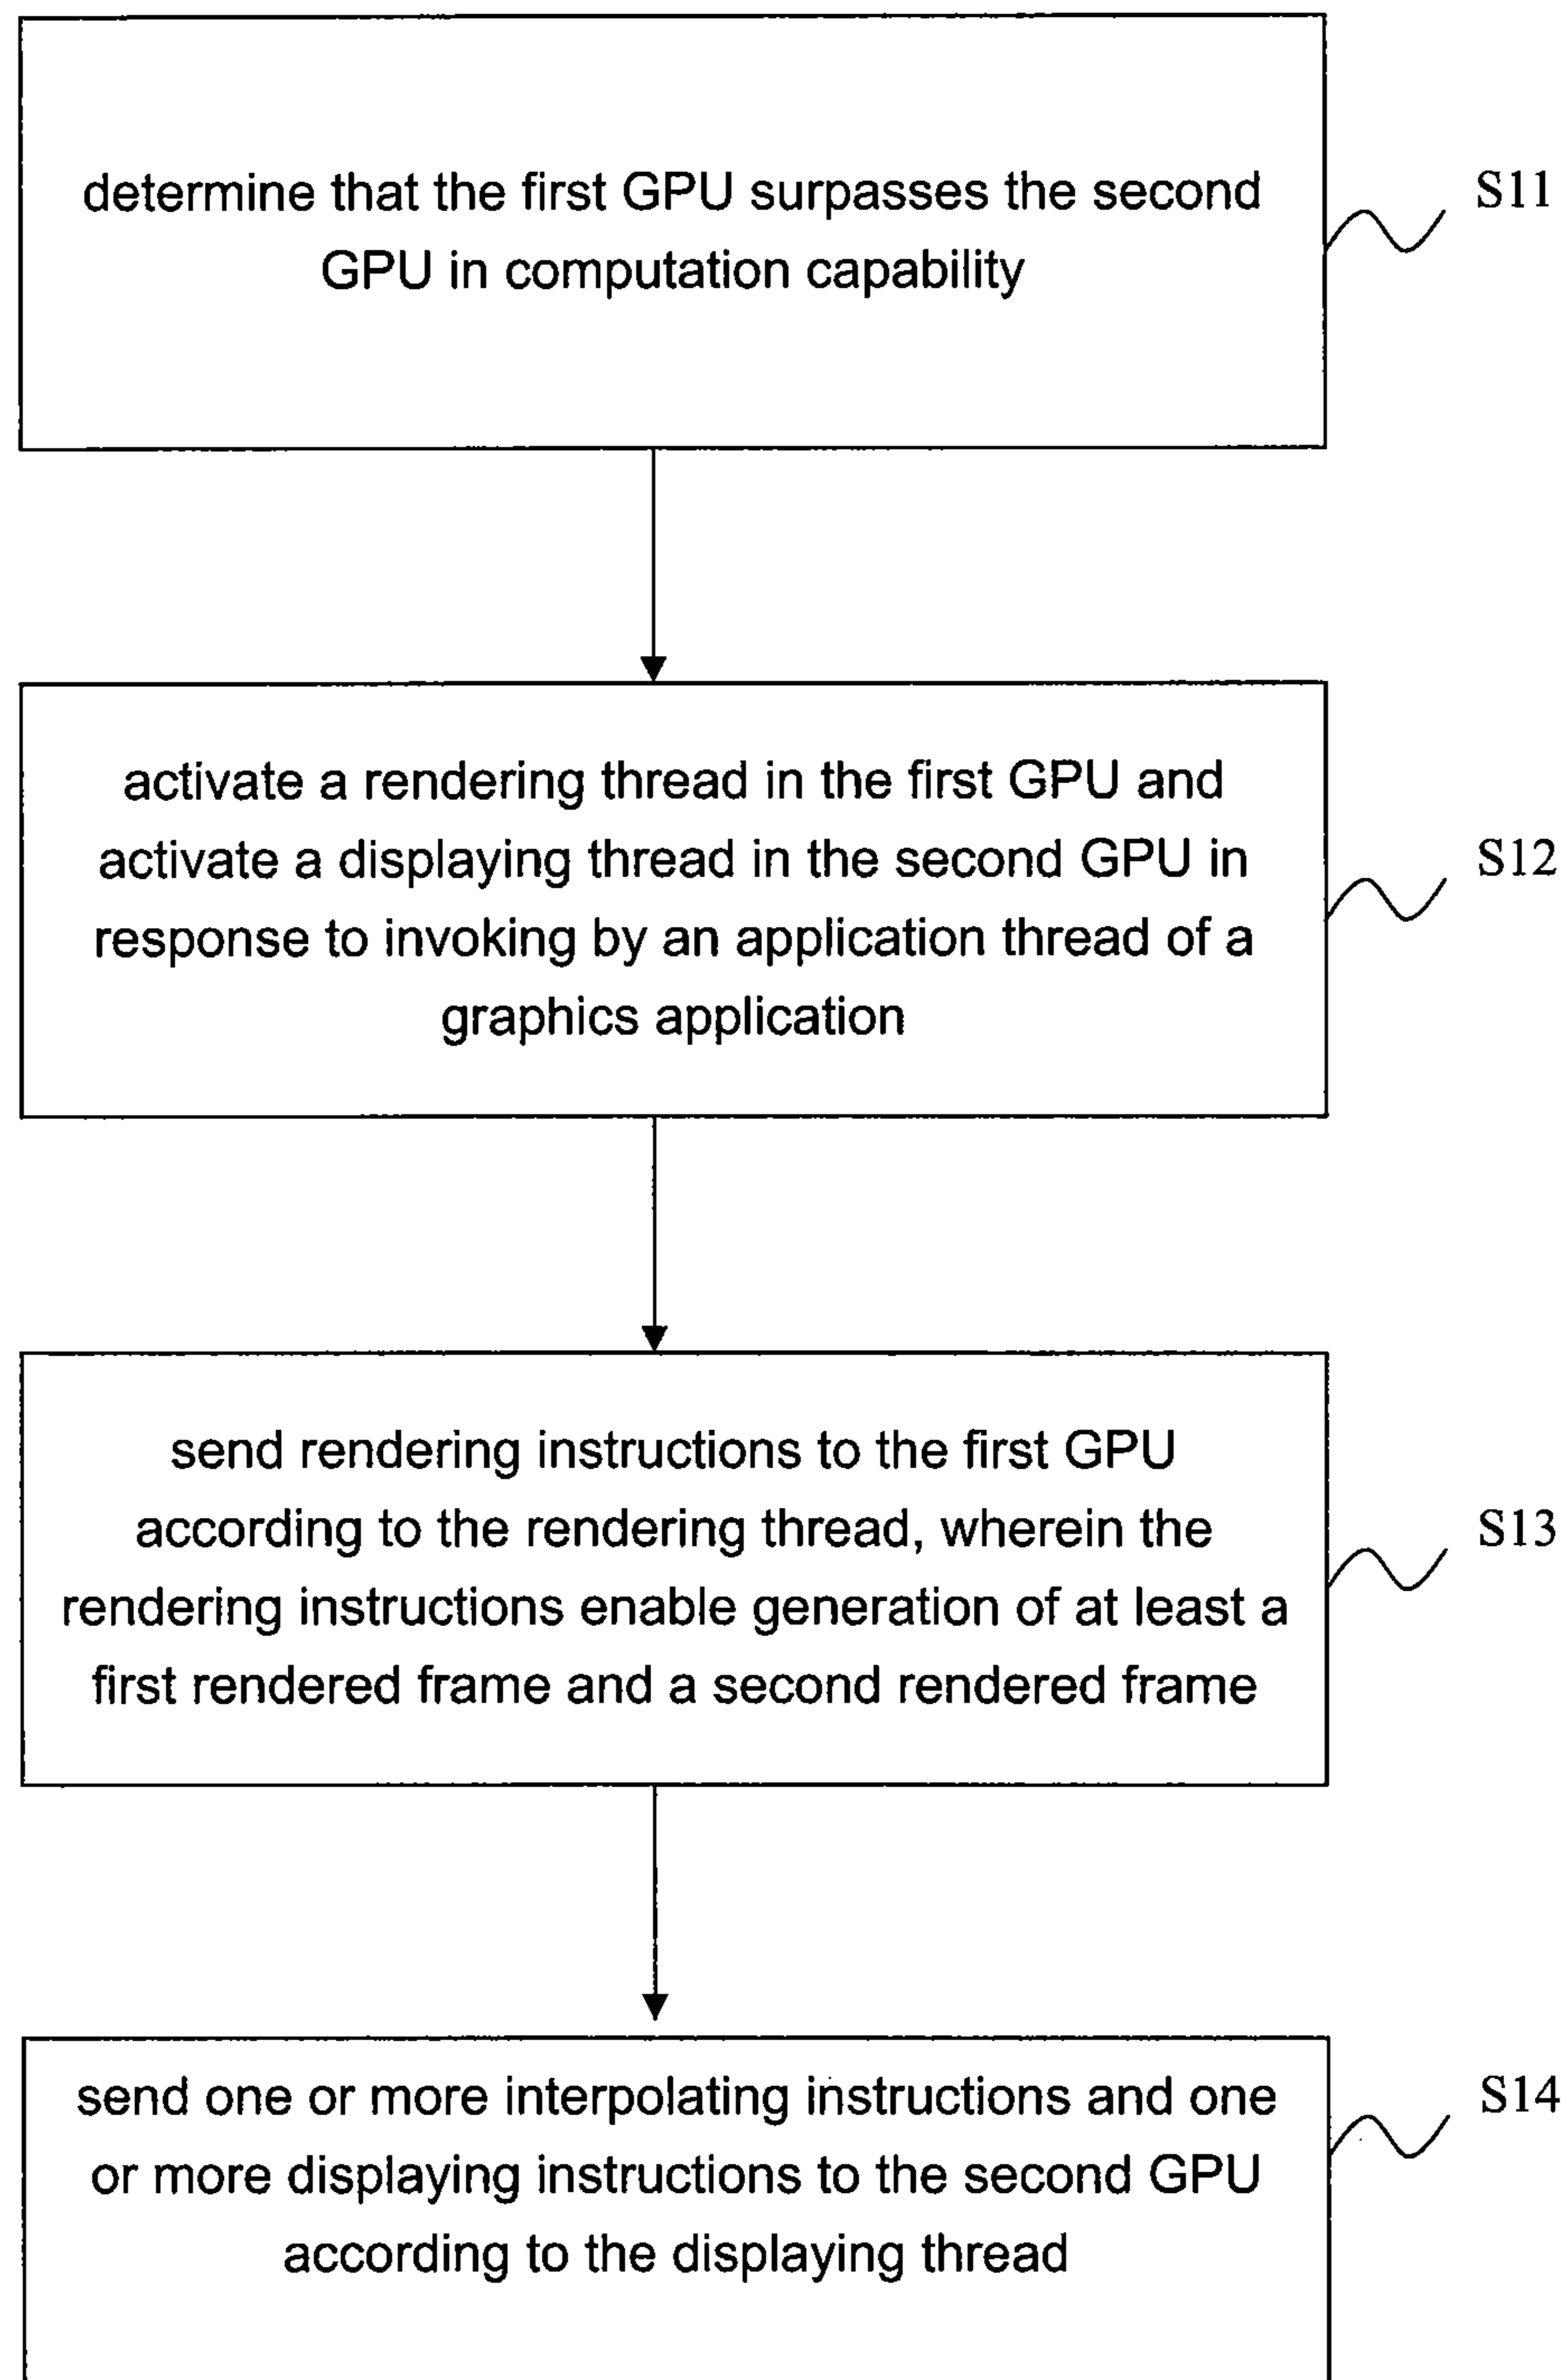 determine that the first GPU surpasses the second
GPU in computation capability
S11
activate a rendering thread in the first GPU and
activate a displaying thread in the second GPU in
response to invoking by an application thread of a
graphics application
S12
send rendering instructions to the first GPU
according to the rendering thread, wherein the
rendering instructions enable generation of at least a
first rendered frame and a second rendered frame
S13
send one or more interpolating instructions and one
or more displaying instructions to the second GPU
according to the displaying thread
S14